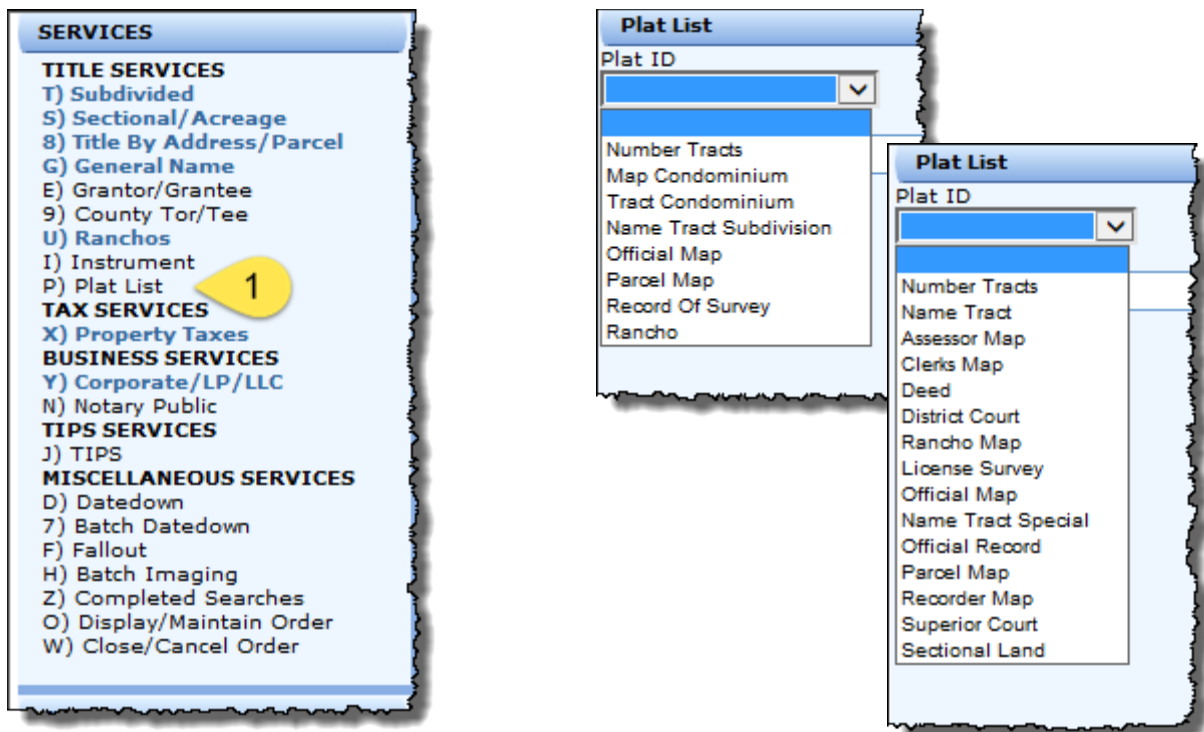 SERVICES
TITLE SERVICES
T) Subdivided
S) Sectional/Acreage
8) Title By Address/Parcel
G) General Name
E) Grantor/Grantee
9) County Tor/Tee
U) Ranchos
I) Instrument
P) Plat List
1
TAX SERVICES
X) Property Taxes
BUSINESS SERVICES
Y) Corporate/LP/LLC
N) Notary Public
TIPS SERVICES
J) TIPS
MISCELLANEOUS SERVICES
D) Datedown
7) Batch Datedown
F) Fallout
H) Batch Imaging
Z) Completed Searches
O) Display/Maintain Order
W) Close/Cancel Order
Plat List
Plat ID
Number Tracts
Map Condominium
Tract Condominium
Name Tract Subdivision
Official Map
Parcel Map
Record Of Survey
Rancho
Plat List
Plat ID
Number Tracts
Name Tract
Assessor Map
Clerks Map
Deed
District Court
Rancho Map
License Survey
Official Map
Name Tract Special
Official Record
Parcel Map
Recorder Map
Superior Court
Sectional Land